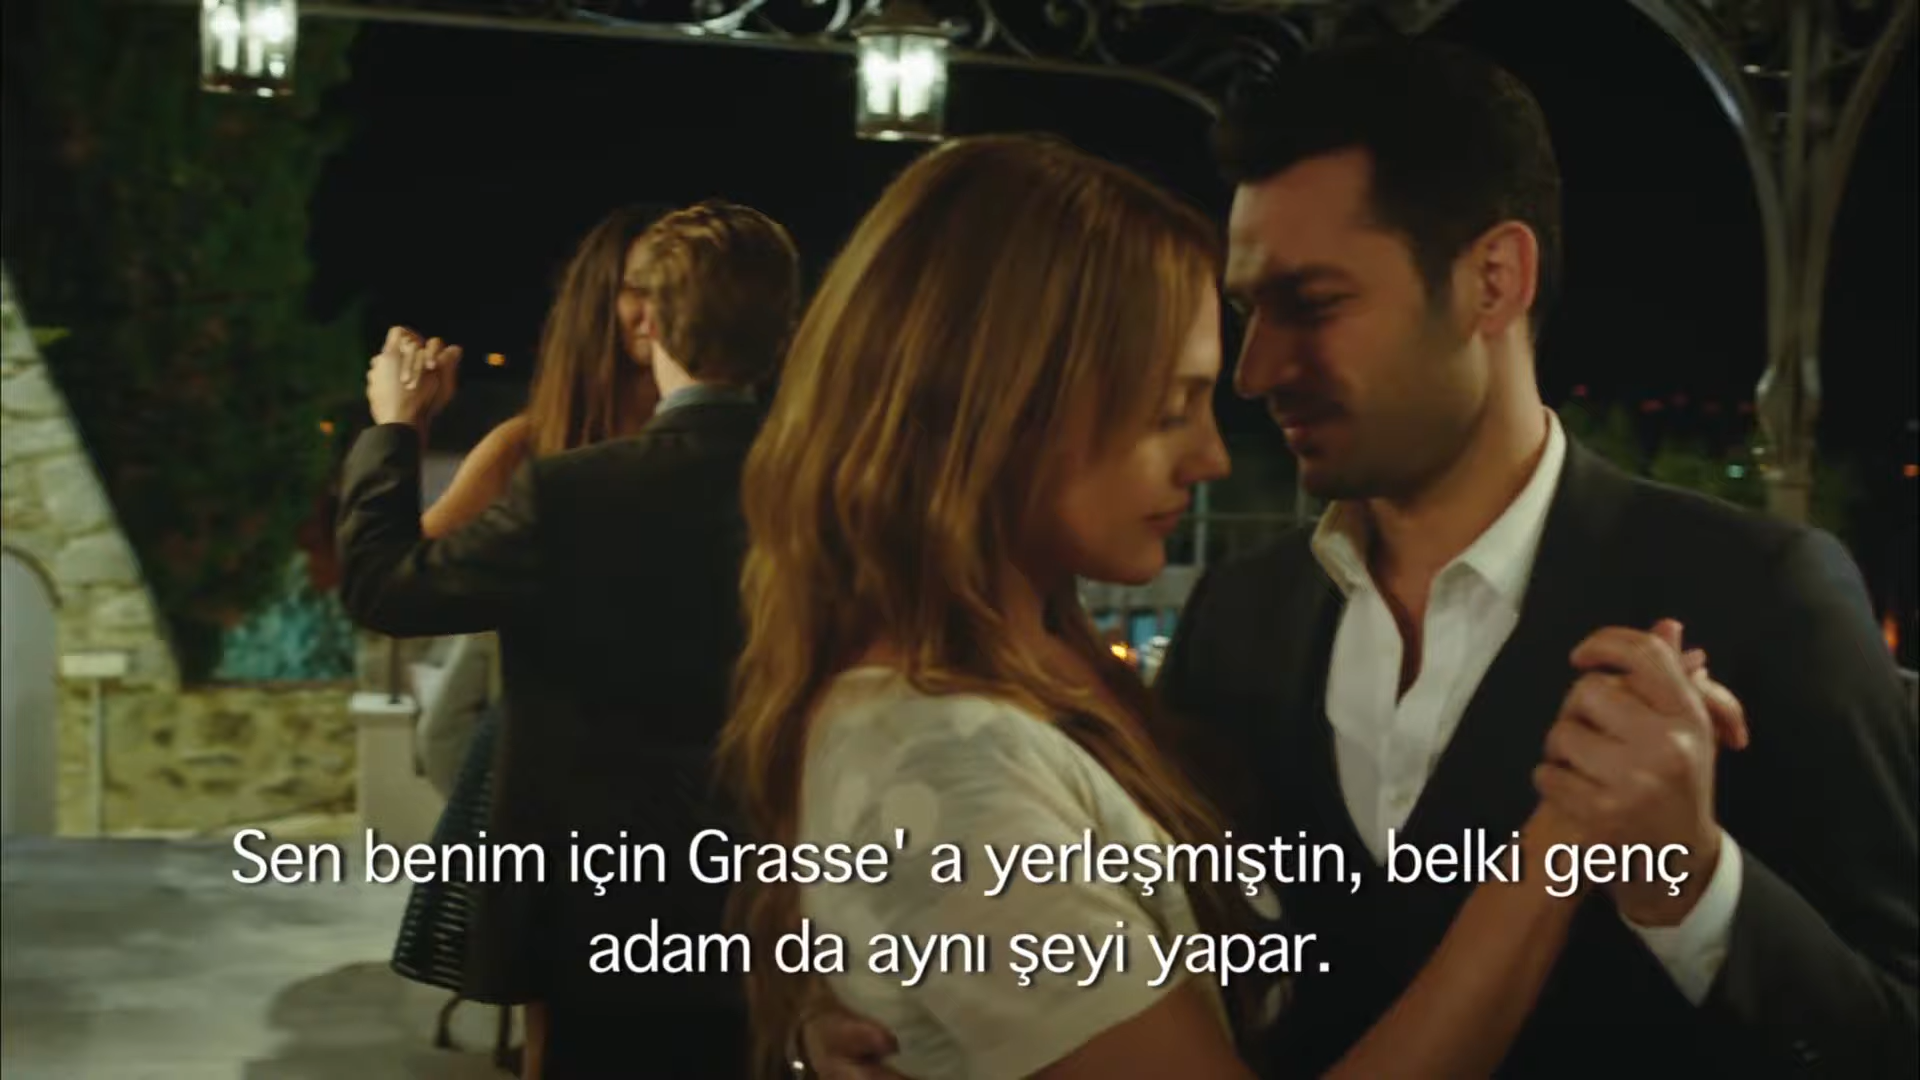 Sen benim için Grasse' a yerleşmiştin, belki genç
adam da aynı şeyi yapar.